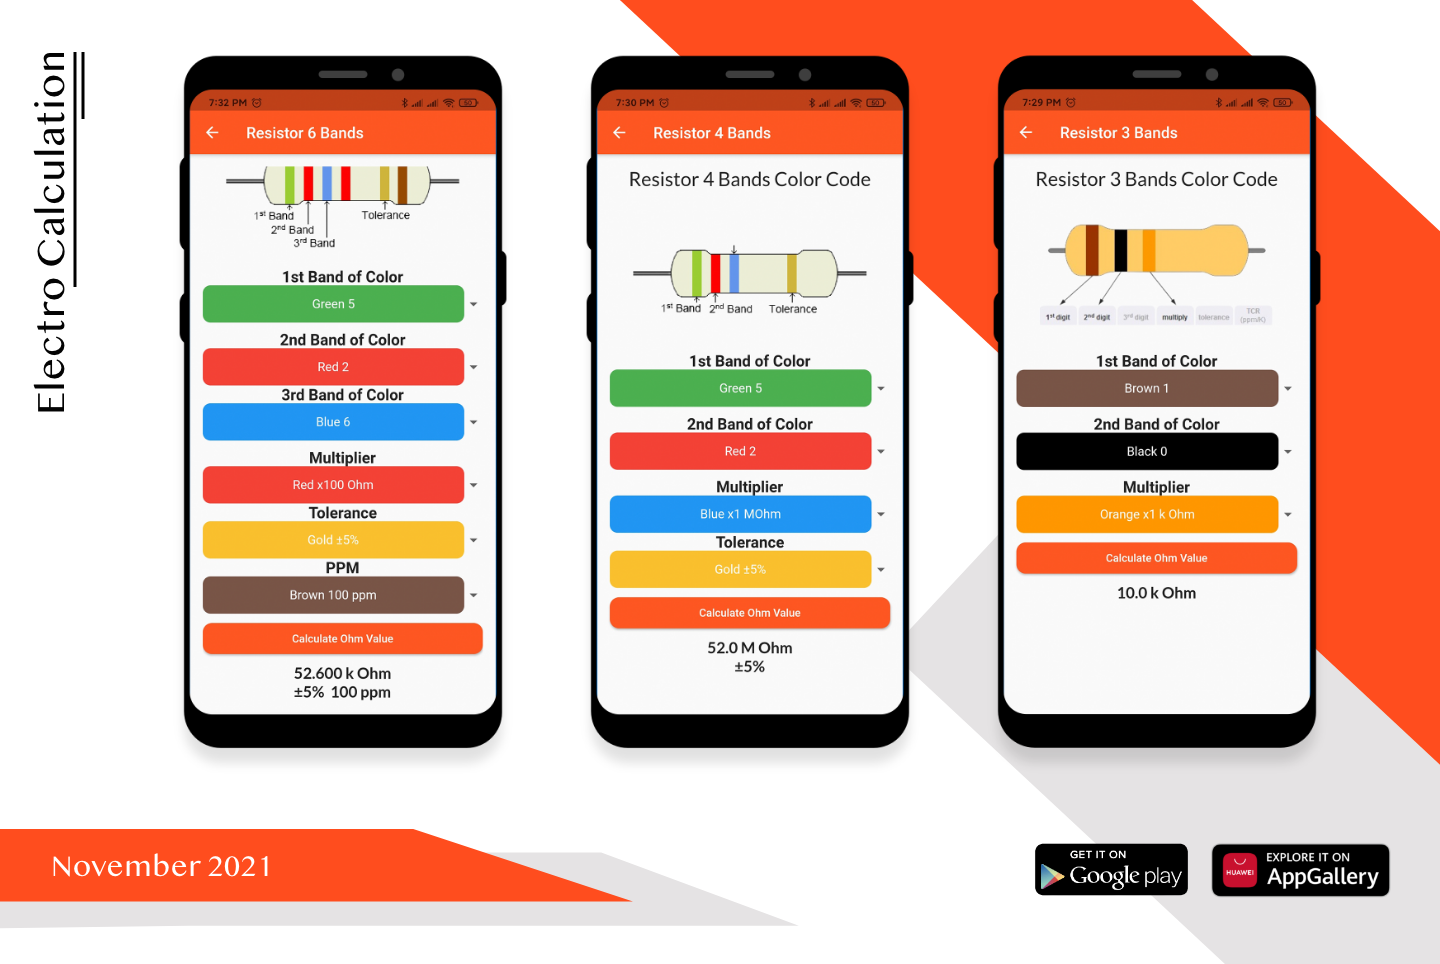 Electro Calculation
7:32 PM
50
Resistor 6 Bands
1st Band
2nd Band
3rd Band
Tolerance
1st Band of Color
Green 5
2nd Band of Color
Red 2
3rd Band of Color
Blue 6
Multiplier
Red x100 Ohm
Tolerance
Gold ±5%
PPM
Brown 100 ppm
Calculate Ohm Value
52.600 k Ohm
±5% 100 ppm
7:30 PM
50
Resistor 4 Bands
Resistor 4 Bands Color Code
1st Band 2nd Band Tolerance
1st Band of Color
Green 5
2nd Band of Color
Red 2
Multiplier
Blue x1 MOhm
Tolerance
Gold ±5%
Calculate Ohm Value
52.0 M Ohm
±5%
7:29 PM
50
Resistor 3 Bands
Resistor 3 Bands Color Code
1st digit 2nd digit 3rd digit multiply tolerance TCR
(ppm/K)
1st Band of Color
Brown 1
2nd Band of Color
Black 0
Multiplier
Orange x1 k Ohm
Calculate Ohm Value
10.0 k Ohm
November 2021
GET IT ON
Google play
HUAWEI
EXPLORE IT ON
AppGallery